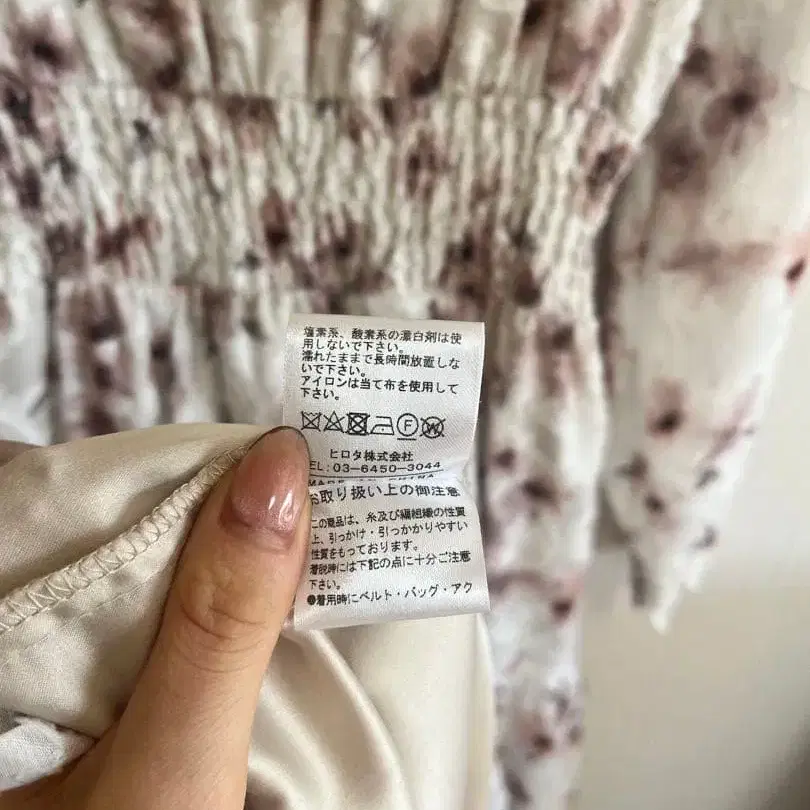 塩素系、酸素系の漂白剤は使
用しないで下さい。
濡れたままで長時間放置しな
いで下さい。
アイロンは当て布を使用して
下さい。
F W
ヒロタ株式会社
TEL:03-6450-3044
お取り扱い上の御注意
この商品は、糸及び編組織の性質
上、引っかけ・引っかかりやすい
性質をもっております。
着脱時には下記の点に十分ご注意
下さい。
●着用時にベルト・バッグ・アク